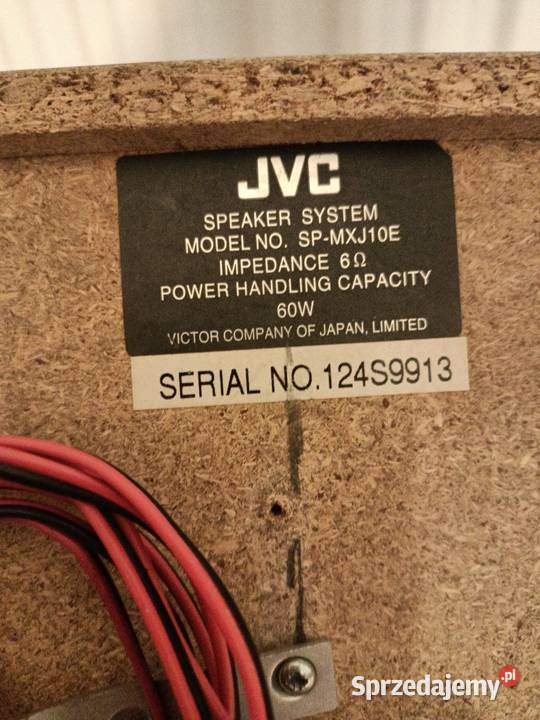 JVC
SPEAKER SYSTEM
MODEL NO. SP-MXJ10E
IMPEDANCE 6Ω
POWER HANDLING CAPACITY
60W
VICTOR COMPANY OF JAPAN, LIMITED
SERIAL NO.124S9913
Sprzedajemy.pl